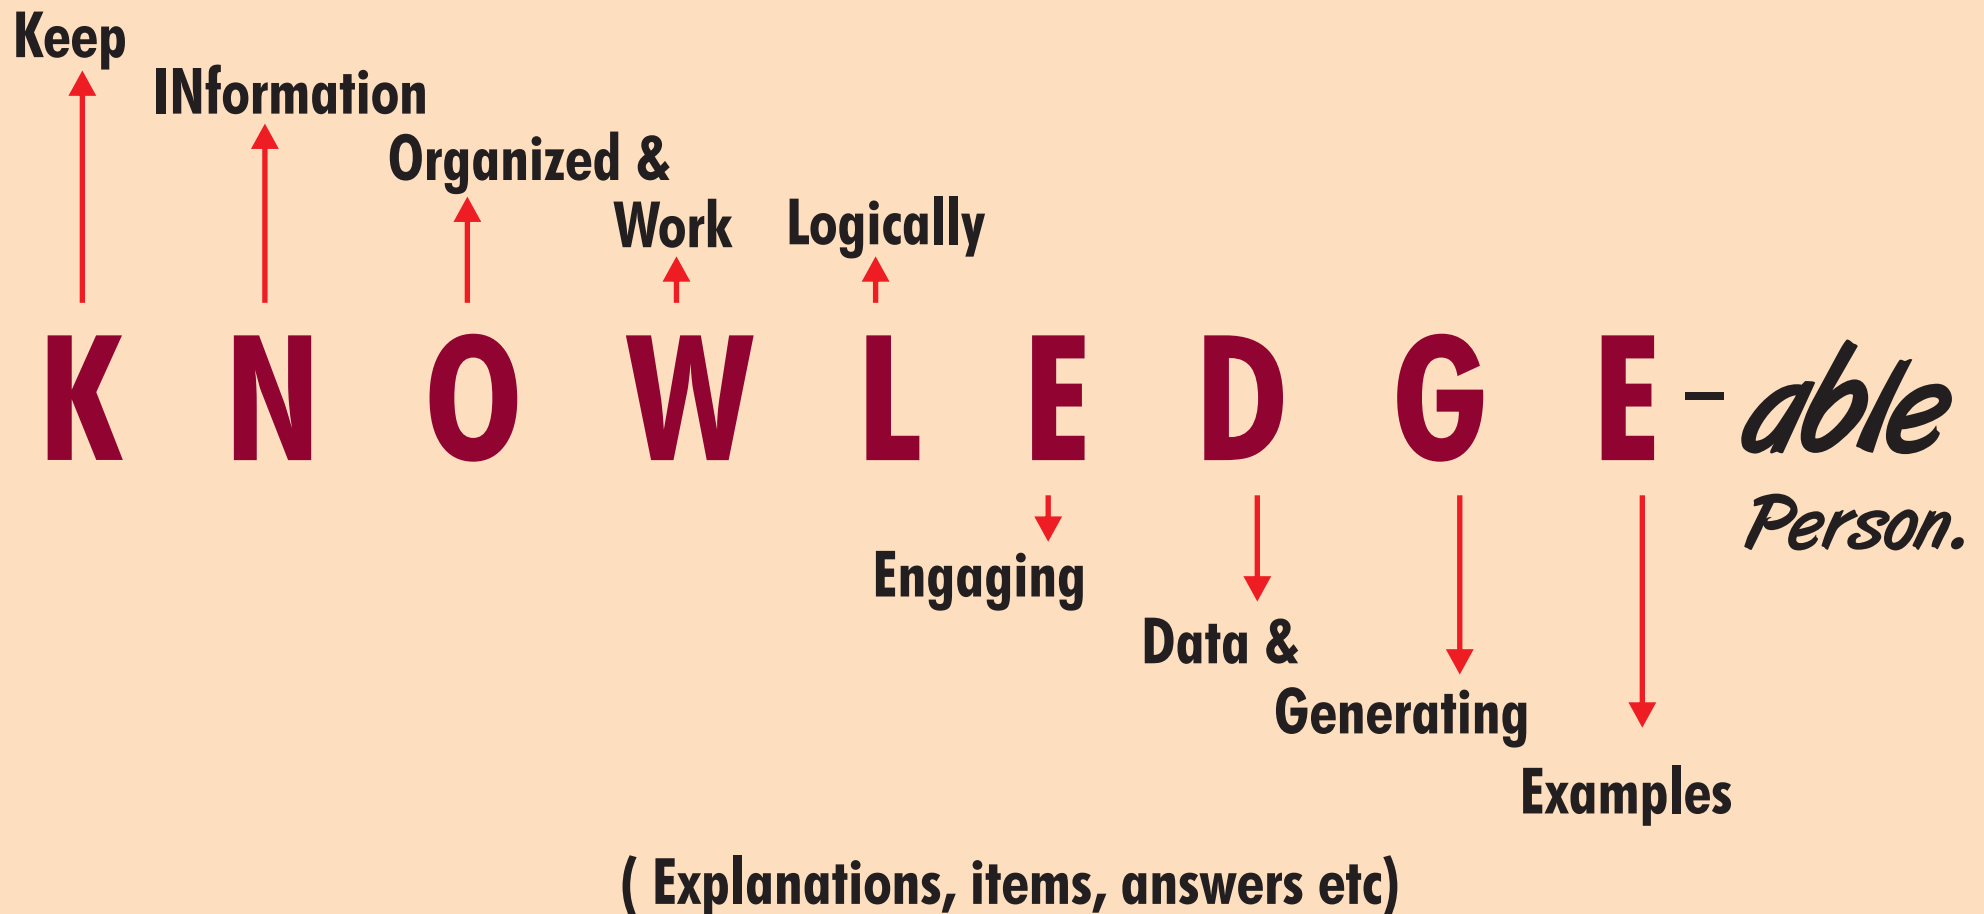 Keep
INformation
Organized &
Work Logically
K N O W L E D G E - able
Person.
Engaging
Data &
Generating
Examples
( Explanations, items, answers etc)